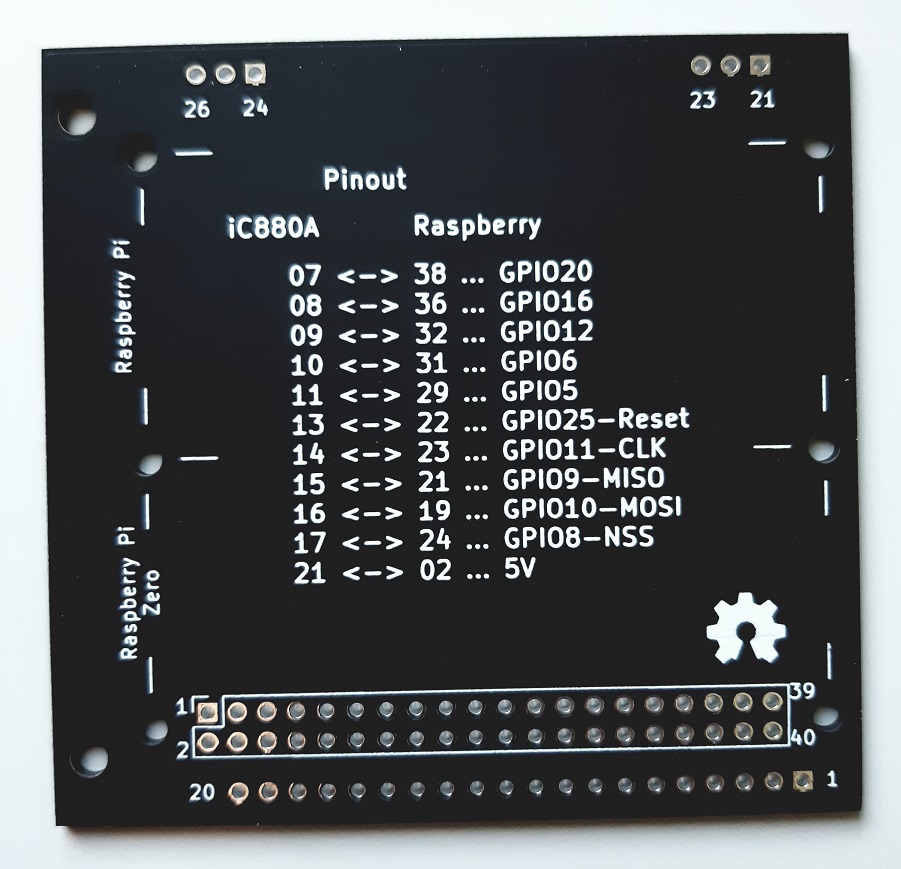 26 24
23 21
Pinout
iC880A Raspberry
07 <-> 38 ... GPIO20
08 <-> 36 ... GPIO16
09 <-> 32 ... GPIO12
10 <-> 31 ... GPIO6
11 <-> 29 ... GPIO5
13 <-> 22 ... GPIO25-Reset
14 <-> 23 ... GPIO11-CLK
15 <-> 21 ... GPIO9-MISO
16 <-> 19 ... GPIO10-MOSI
17 <-> 24 ... GPIO8-NSS
21 <-> 02 ... 5V
Raspberry Pi
Raspberry Pi
Zero
1 39
2 40
20 1